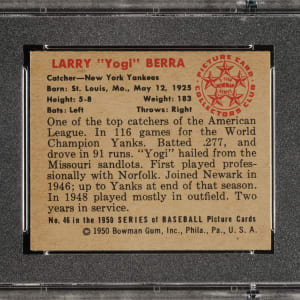 LARRY "Yogi" BERRA
Catcher—New York Yankees
Born: St. Louis, Mo., May 12, 1925
Height: 5-8 Weight: 183
Bats: Left Throws: Right
PICTURE CARD
COLLECTORS CLUB
One of the top catchers of the American
League. In 116 games for the World
Champion Yanks. Batted .277, and
drove in 91 runs. "Yogi" hailed from the
Missouri sandlots. First played profes-
sionally with Norfolk. Joined Newark in
1946; up to Yanks at end of that season.
In 1948 played mostly in outfield. Two
years in service.
No. 46 in the 1950 SERIES of BASEBALL Picture Cards
©1950 Bowman Gum, Inc., Phila., Pa., U. S. A.